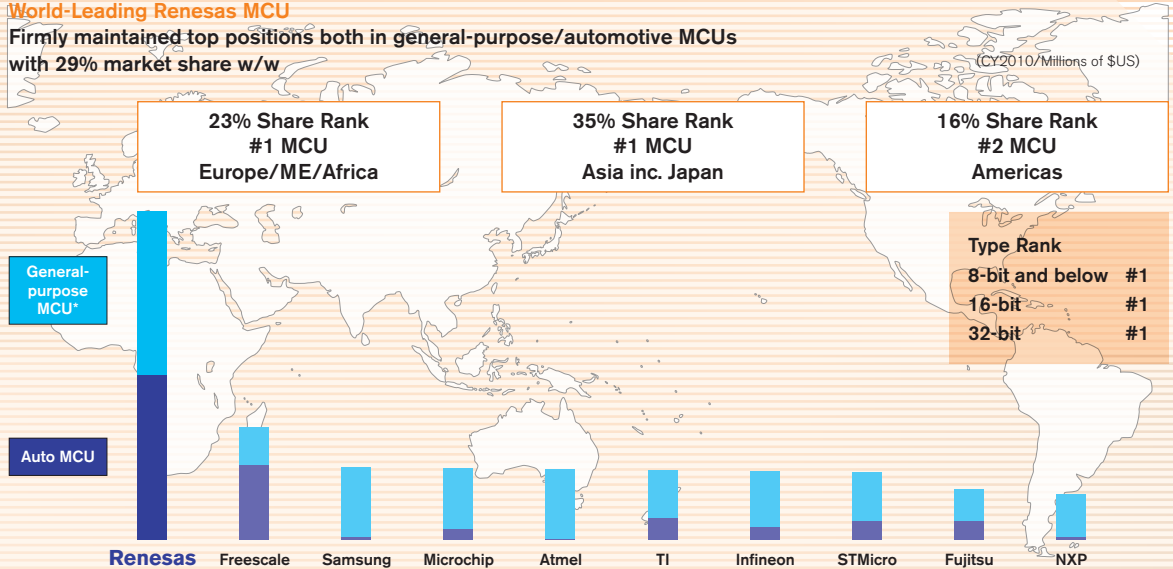 World-Leading Renesas MCU
Firmly maintained top positions both in general-purpose/automotive MCUs
with 29% market share w/w
(CY2010/Millions of $US)
23% Share Rank
#1 MCU
Europe/ME/Africa
35% Share Rank
#1 MCU
Asia inc. Japan
16% Share Rank
#2 MCU
Americas
Type Rank
8-bit and below #1
16-bit #1
32-bit #1
General-
purpose
MCU*
Auto MCU
Renesas Freescale Samsung Microchip Atmel TI Infineon STMicro Fujitsu NXP